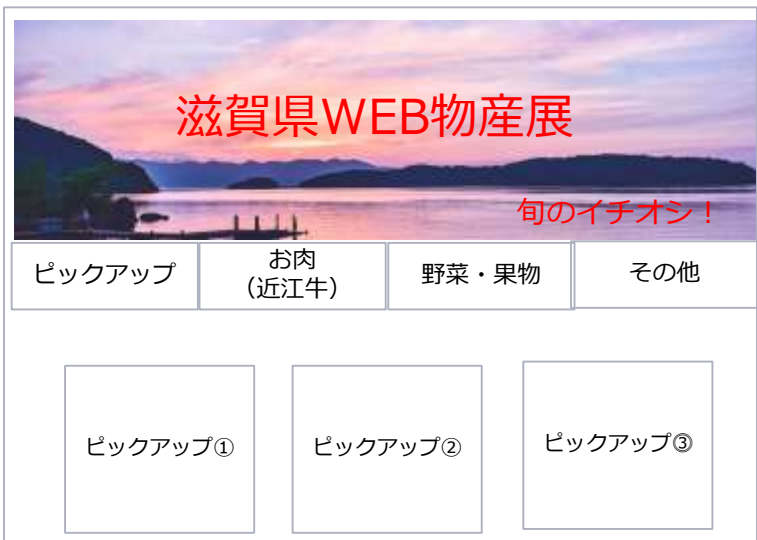 滋賀県WEB物産展
旬のイチオシ！
ピックアップ
お肉
（近江牛）
野菜・果物
その他
ピックアップ①
ピックアップ②
ピックアップ③